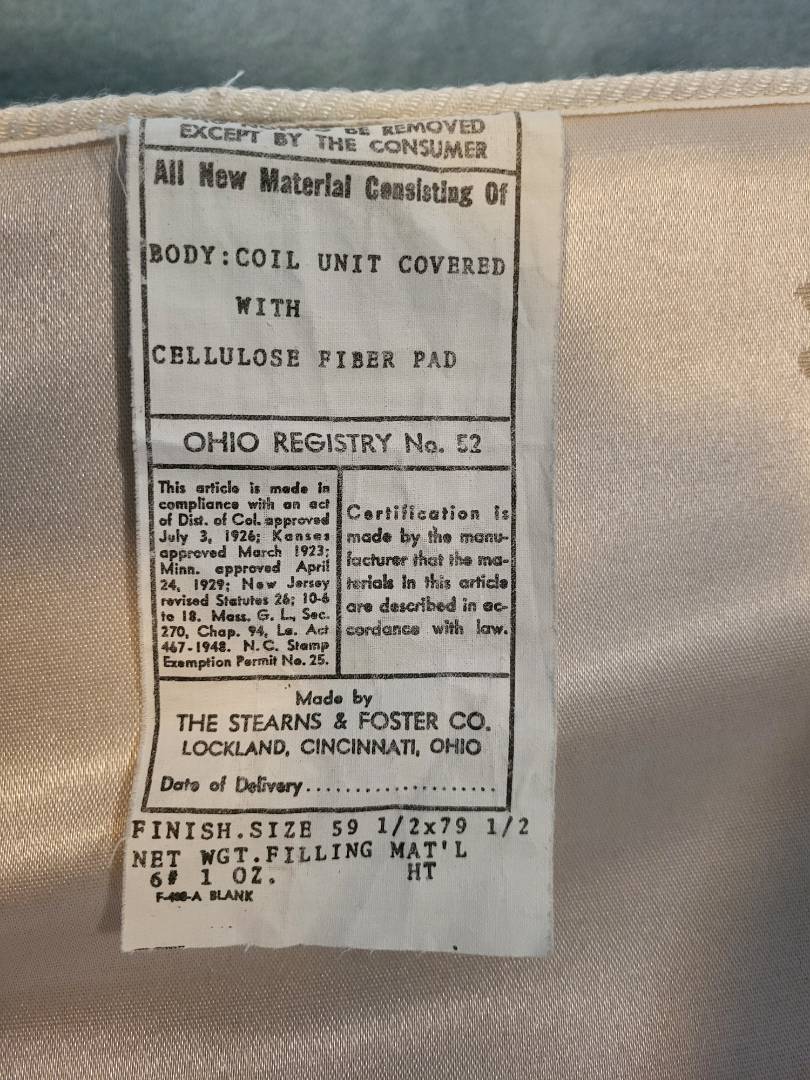 BE REMOVED
EXCEPT BY THE CONSUMER
All New Material Consisting Of
BODY:COIL UNIT COVERED
WITH
CELLULOSE FIBER PAD
OHIO REGISTRY No. 52
This article is made in
compliance with an act
of Dist. of Col. approved
July 3, 1926; Kansas
approved March 1923;
Minn. approved April
24, 1929; New Jersey
revised Statutes 26; 10-6
to 18. Mass. G. L., Sec.
270, Chap. 94, La. Act
467-1948. N. C. Stamp
Exemption Permit No. 25.
Certification is
made by the manu-
facturer that the ma-
terials in this article
are described in ac-
cordance with law.
Made by
THE STEARNS & FOSTER CO.
LOCKLAND, CINCINNATI, OHIO
Date of Delivery.....................
FINISH.SIZE 59 1/2x79 1/2
NET WGT.FILLING MAT'L
6# 1 OZ. HT
BLANK